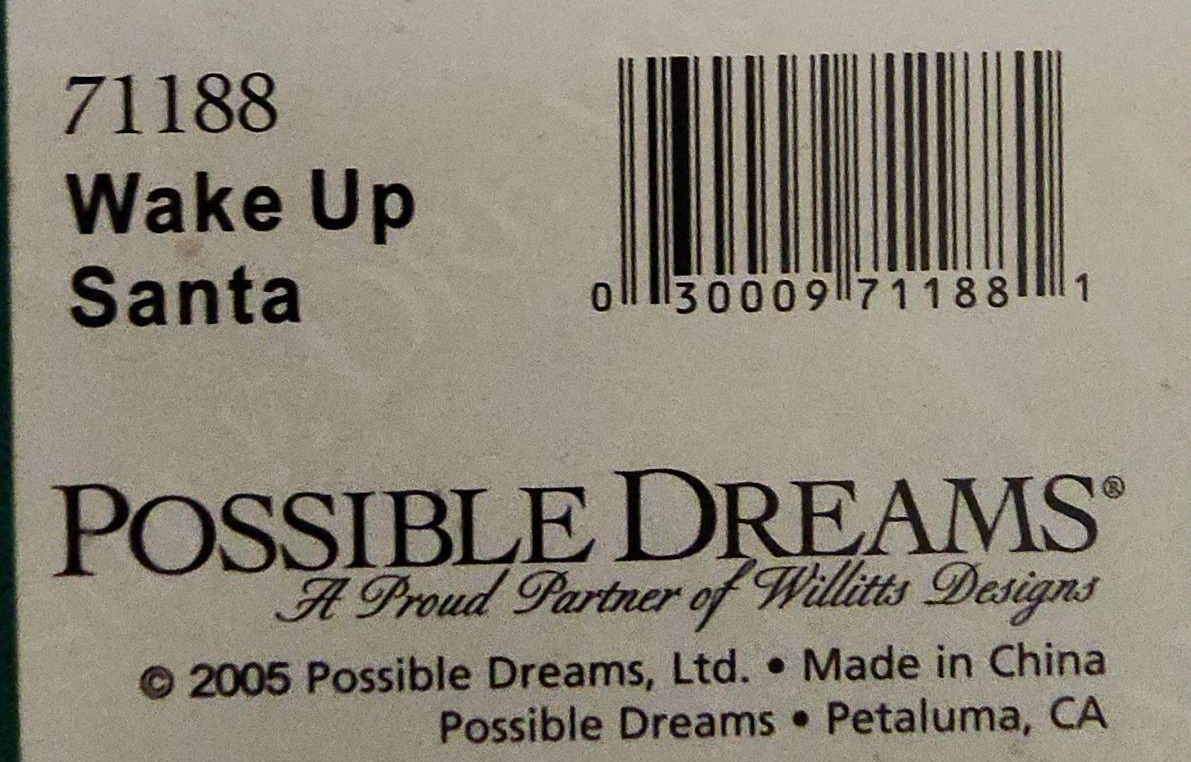 71188
Wake Up
Santa
0 30009 71188 1
POSSIBLE DREAMS®
A Proud Partner of Willitts Designs
© 2005 Possible Dreams, Ltd. • Made in China
Possible Dreams • Petaluma, CA